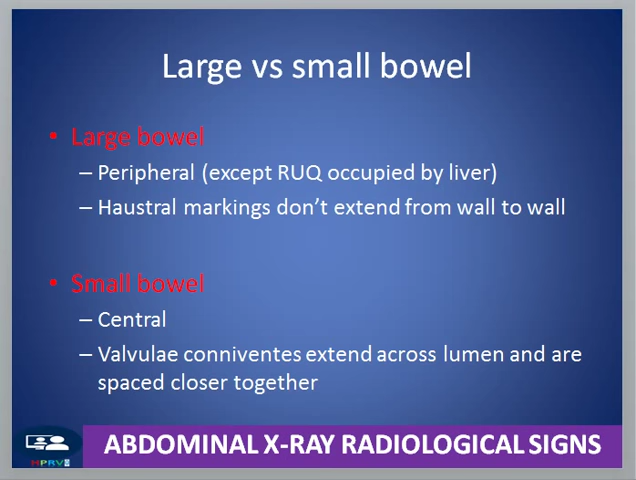 Large vs small bowel
• Large bowel
– Peripheral (except RUQ occupied by liver)
– Haustral markings don't extend from wall to wall
• Small bowel
– Central
– Valvulae conniventes extend across lumen and are
spaced closer together
ABDOMINAL X-RAY RADIOLOGICAL SIGNS